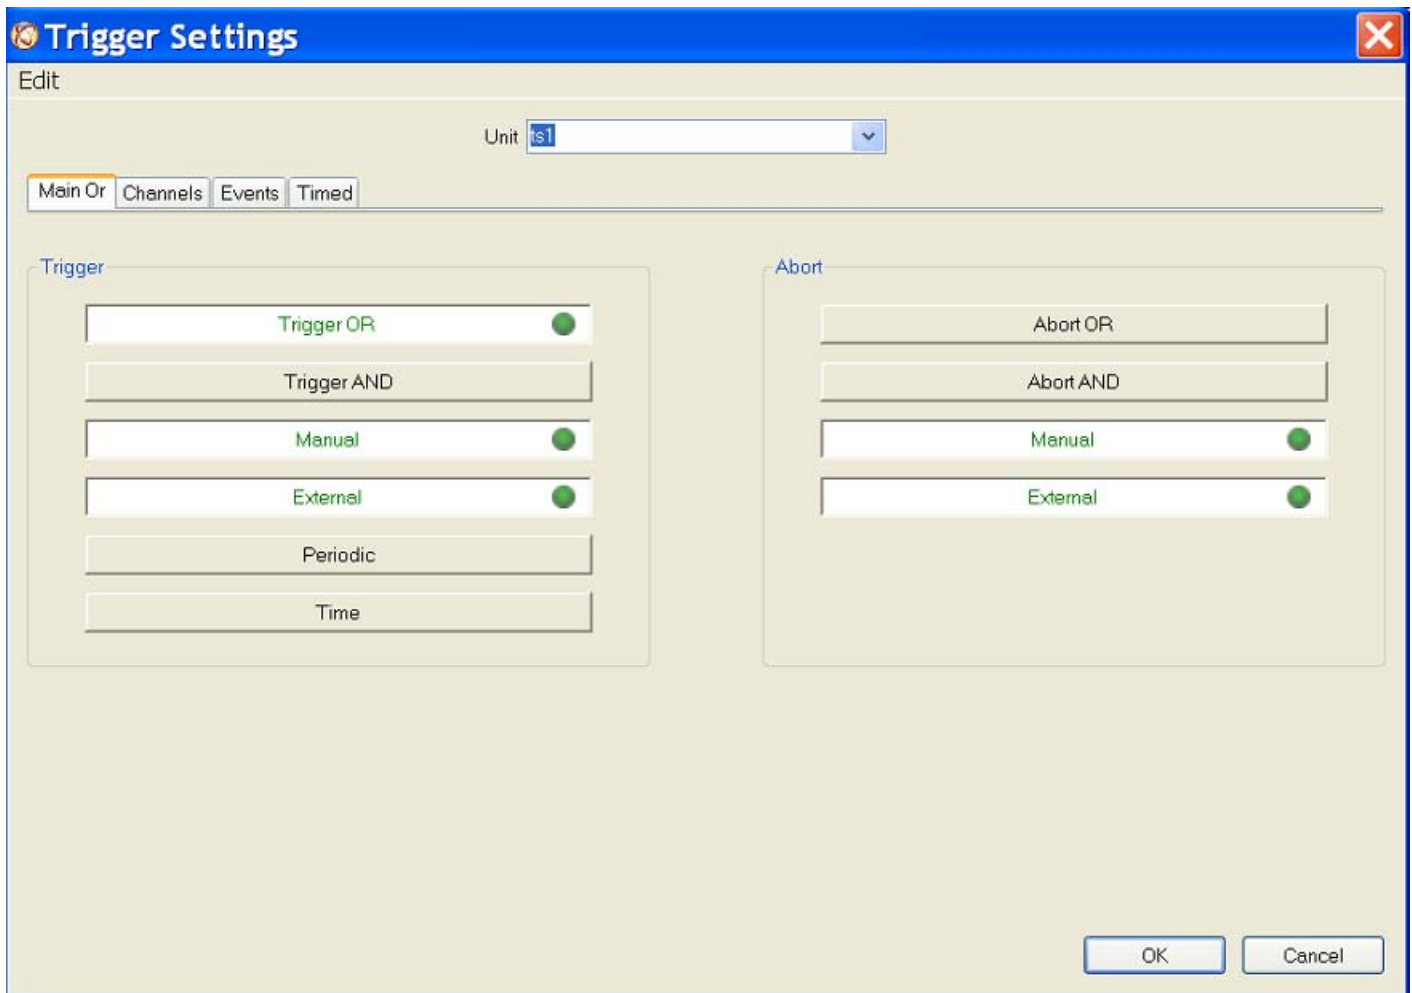 Trigger Settings
Edit
Unit ts1
Main Or Channels Events Timed
Trigger
Trigger OR
Trigger AND
Manual
External
Periodic
Time
Abort
Abort OR
Abort AND
Manual
External
OK Cancel